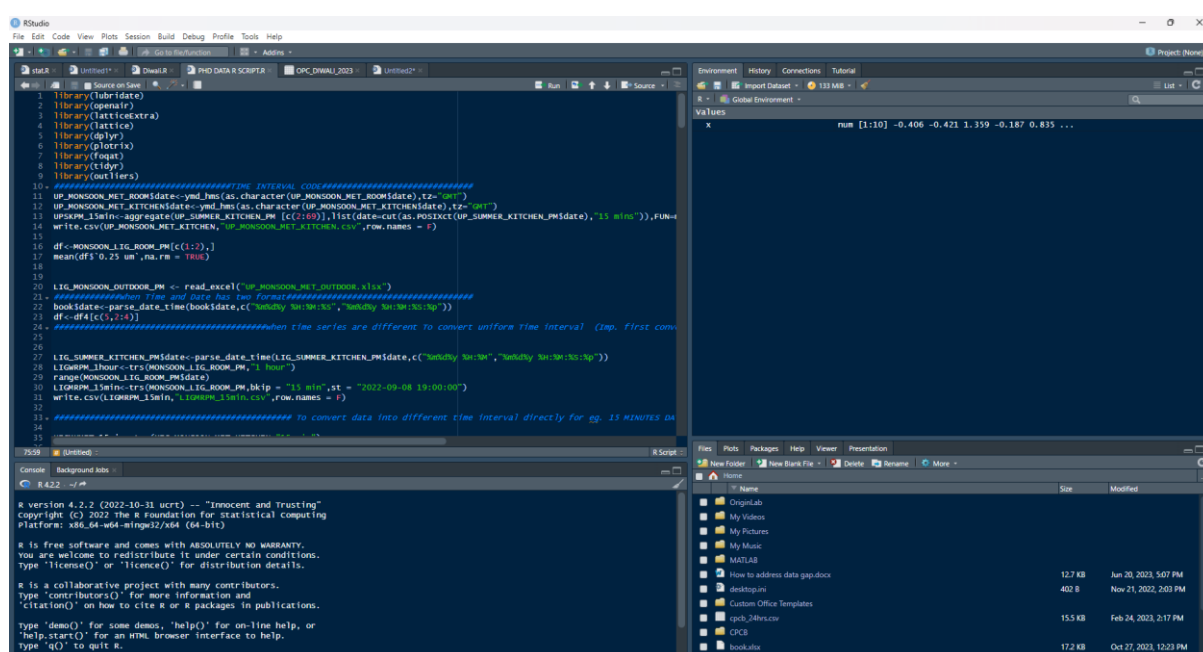 RStudio
File Edit Code View Plots Session Build Debug Profile Tools Help
Go to file/function Addins
Project: (None)
stat.R Untitled1* Diwali.R PHD DATA R SCRIPT.R OPC_DIWALI_2023 Untitled2*
Source on Save Run Source
1 library(lubridate)
2 library(openair)
3 library(latticeExtra)
4 library(lattice)
5 library(dplyr)
6 library(plotrix)
7 library(foqat)
8 library(tidyr)
9 library(outliers)
10 ##################################TIME INTERVAL CODE##############################
11 UP_MONSOON_MET_ROOM$date<-ymd_hms(as.character(UP_MONSOON_MET_ROOM$date),tz="GMT")
12 UP_MONSOON_MET_KITCHEN$date<-ymd_hms(as.character(UP_MONSOON_MET_KITCHEN$date),tz="GMT")
13 UPSKPM_15min<-aggregate(UP_SUMMER_KITCHEN_PM [c(2:69)],list(date=cut(as.POSIXct(UP_SUMMER_KITCHEN_PM$date),"15 mins")),FUN=
14 write.csv(UP_MONSOON_MET_KITCHEN,"UP_MONSOON_MET_KITCHEN.csv",row.names = F)
15
16 df<-MONSOON_LIG_ROOM_PM[c(1:2),]
17 mean(df$`0.25 um`,na.rm = TRUE)
18
19
20 LIG_MONSOON_OUTDOOR_PM <- read_excel("UP_MONSOON_MET_OUTDOOR.xlsx")
21 #############When Time and Date has two format#####################################
22 book$date<-parse_date_time(book$date,c("%m%d%y %H:%M:%S","%m%d%y %H:%M:%S:%p"))
23 df<-df4[c(5,2:4)]
24 ##########################################when time series are different To convert uniform Time interval (Imp. first conv
25
26
27 LIG_SUMMER_KITCHEN_PM$date<-parse_date_time(LIG_SUMMER_KITCHEN_PM$date,c("%m%d%y %H:%M","%m%d%y %H:%M:%S:%p"))
28 LIGWRPM_1hour<-trs(MONSOON_LIG_ROOM_PM,"1 hour")
29 range(MONSOON_LIG_ROOM_PM$date)
30 LIGMRPM_15min<-trs(MONSOON_LIG_ROOM_PM,bkip = "15 min",st = "2022-09-08 19:00:00")
31 write.csv(LIGMRPM_15min,"LIGMRPM_15min.csv",row.names = F)
32
33 ############################################### To convert data into different time interval directly for eg. 15 MINUTES DA
34
35
75:59 (Untitled) R Script
Console Background Jobs
R 4.2.2 · ~/
R version 4.2.2 (2022-10-31 ucrt) -- "Innocent and Trusting"
Copyright (C) 2022 The R Foundation for Statistical Computing
Platform: x86_64-w64-mingw32/x64 (64-bit)
R is free software and comes with ABSOLUTELY NO WARRANTY.
You are welcome to redistribute it under certain conditions.
Type 'license()' or 'licence()' for distribution details.
R is a collaborative project with many contributors.
Type 'contributors()' for more information and
'citation()' on how to cite R or R packages in publications.
Type 'demo()' for some demos, 'help()' for on-line help, or
'help.start()' for an HTML browser interface to help.
Type 'q()' to quit R.
Environment History Connections Tutorial
Import Dataset 133 MiB List
R Global Environment
Values
x num [1:10] -0.406 -0.421 1.359 -0.187 0.835 ...
Files Plots Packages Help Viewer Presentation
New Folder New Blank File Delete Rename More
Home
Name Size Modified
OriginLab
My Videos
My Pictures
My Music
MATLAB
How to address data gap.docx 12.7 KB Jun 20, 2023, 5:07 PM
desktop.ini 402 B Nov 21, 2022, 2:03 PM
Custom Office Templates
cpcb_24hrs.csv 15.5 KB Feb 24, 2023, 2:17 PM
CPCB
book.xlsx 17.2 KB Oct 27, 2023, 12:23 PM